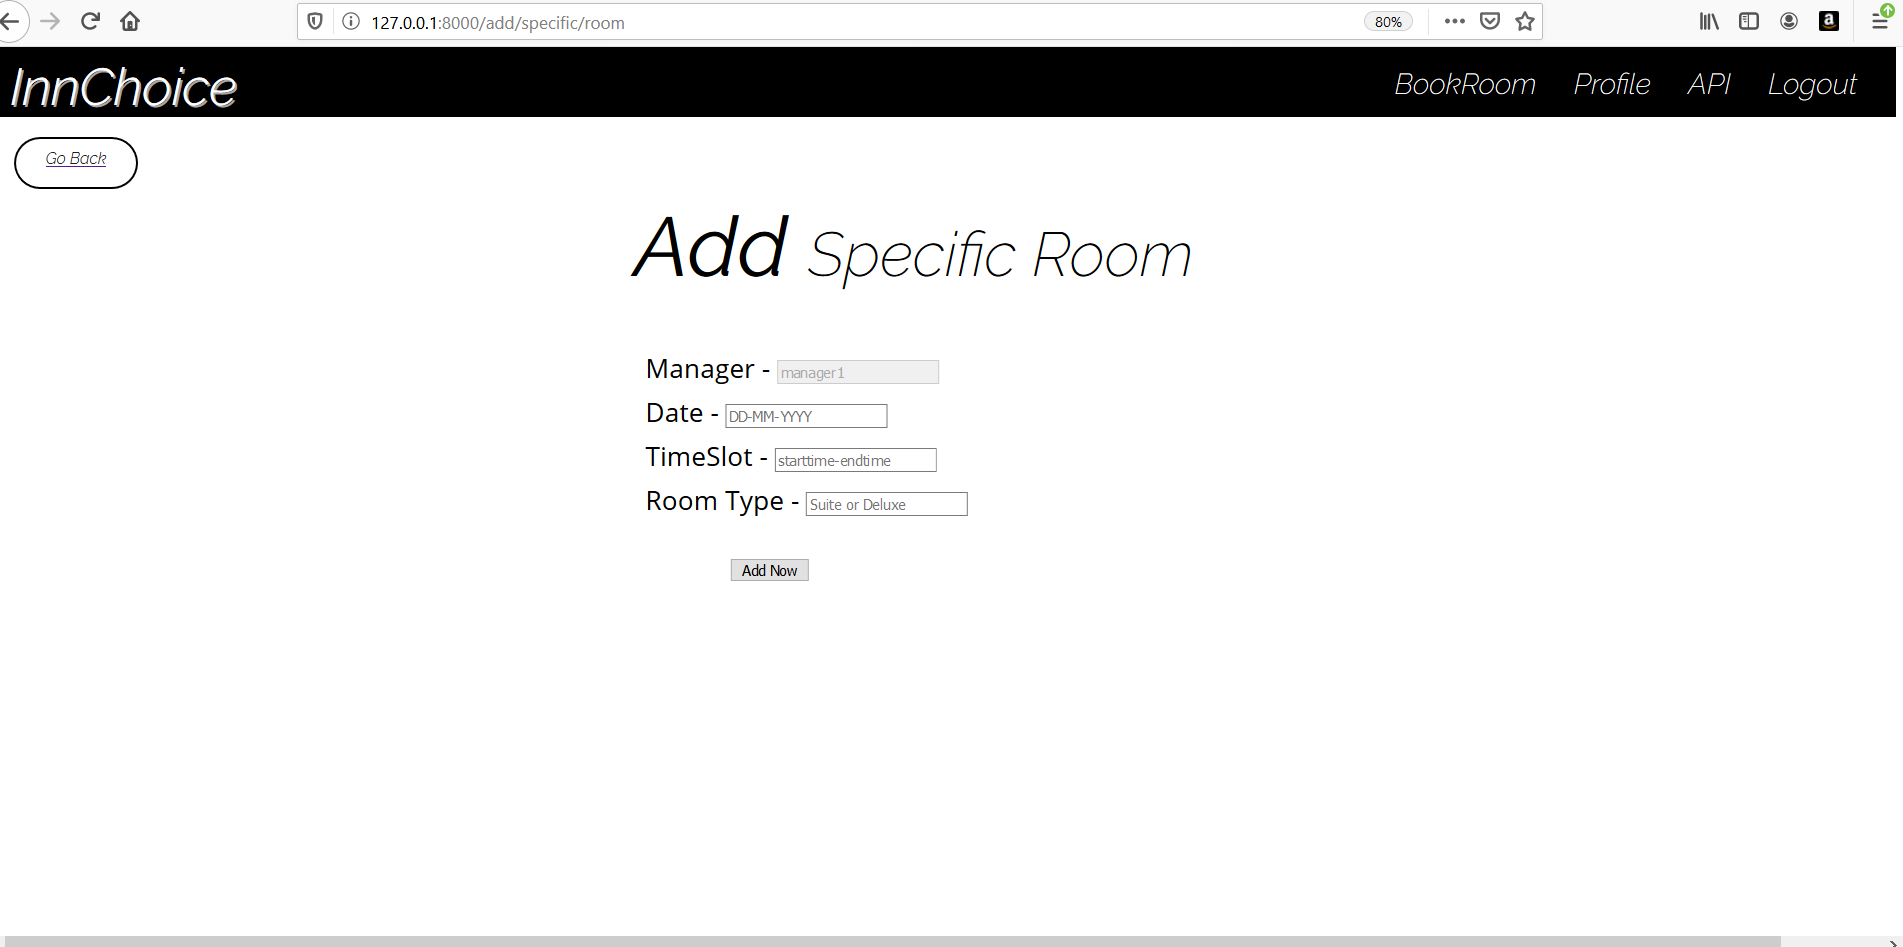 127.0.0.1:8000/add/specific/room 80%
InnChoice BookRoom Profile API Logout
Go Back
Add Specific Room
Manager - manager1
Date - DD-MM-YYYY
TimeSlot - starttime-endtime
Room Type - Suite or Deluxe
Add Now